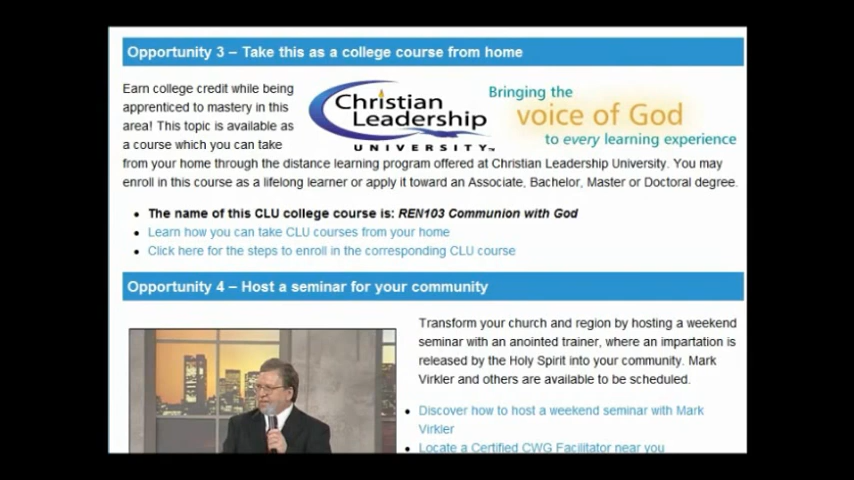 Opportunity 3 – Take this as a college course from home
Earn college credit while being
apprenticed to mastery in this
area! This topic is available as
a course which you can take
Christian
Leadership
UNIVERSITY™
Bringing the
voice of God
to every learning experience
from your home through the distance learning program offered at Christian Leadership University. You may
enroll in this course as a lifelong learner or apply it toward an Associate, Bachelor, Master or Doctoral degree.
• The name of this CLU college course is: REN103 Communion with God
• Learn how you can take CLU courses from your home
• Click here for the steps to enroll in the corresponding CLU course
Opportunity 4 – Host a seminar for your community
Transform your church and region by hosting a weekend
seminar with an anointed trainer, where an impartation is
released by the Holy Spirit into your community. Mark
Virkler and others are available to be scheduled.
• Discover how to host a weekend seminar with Mark
Virkler
• Locate a Certified CWG Facilitator near you